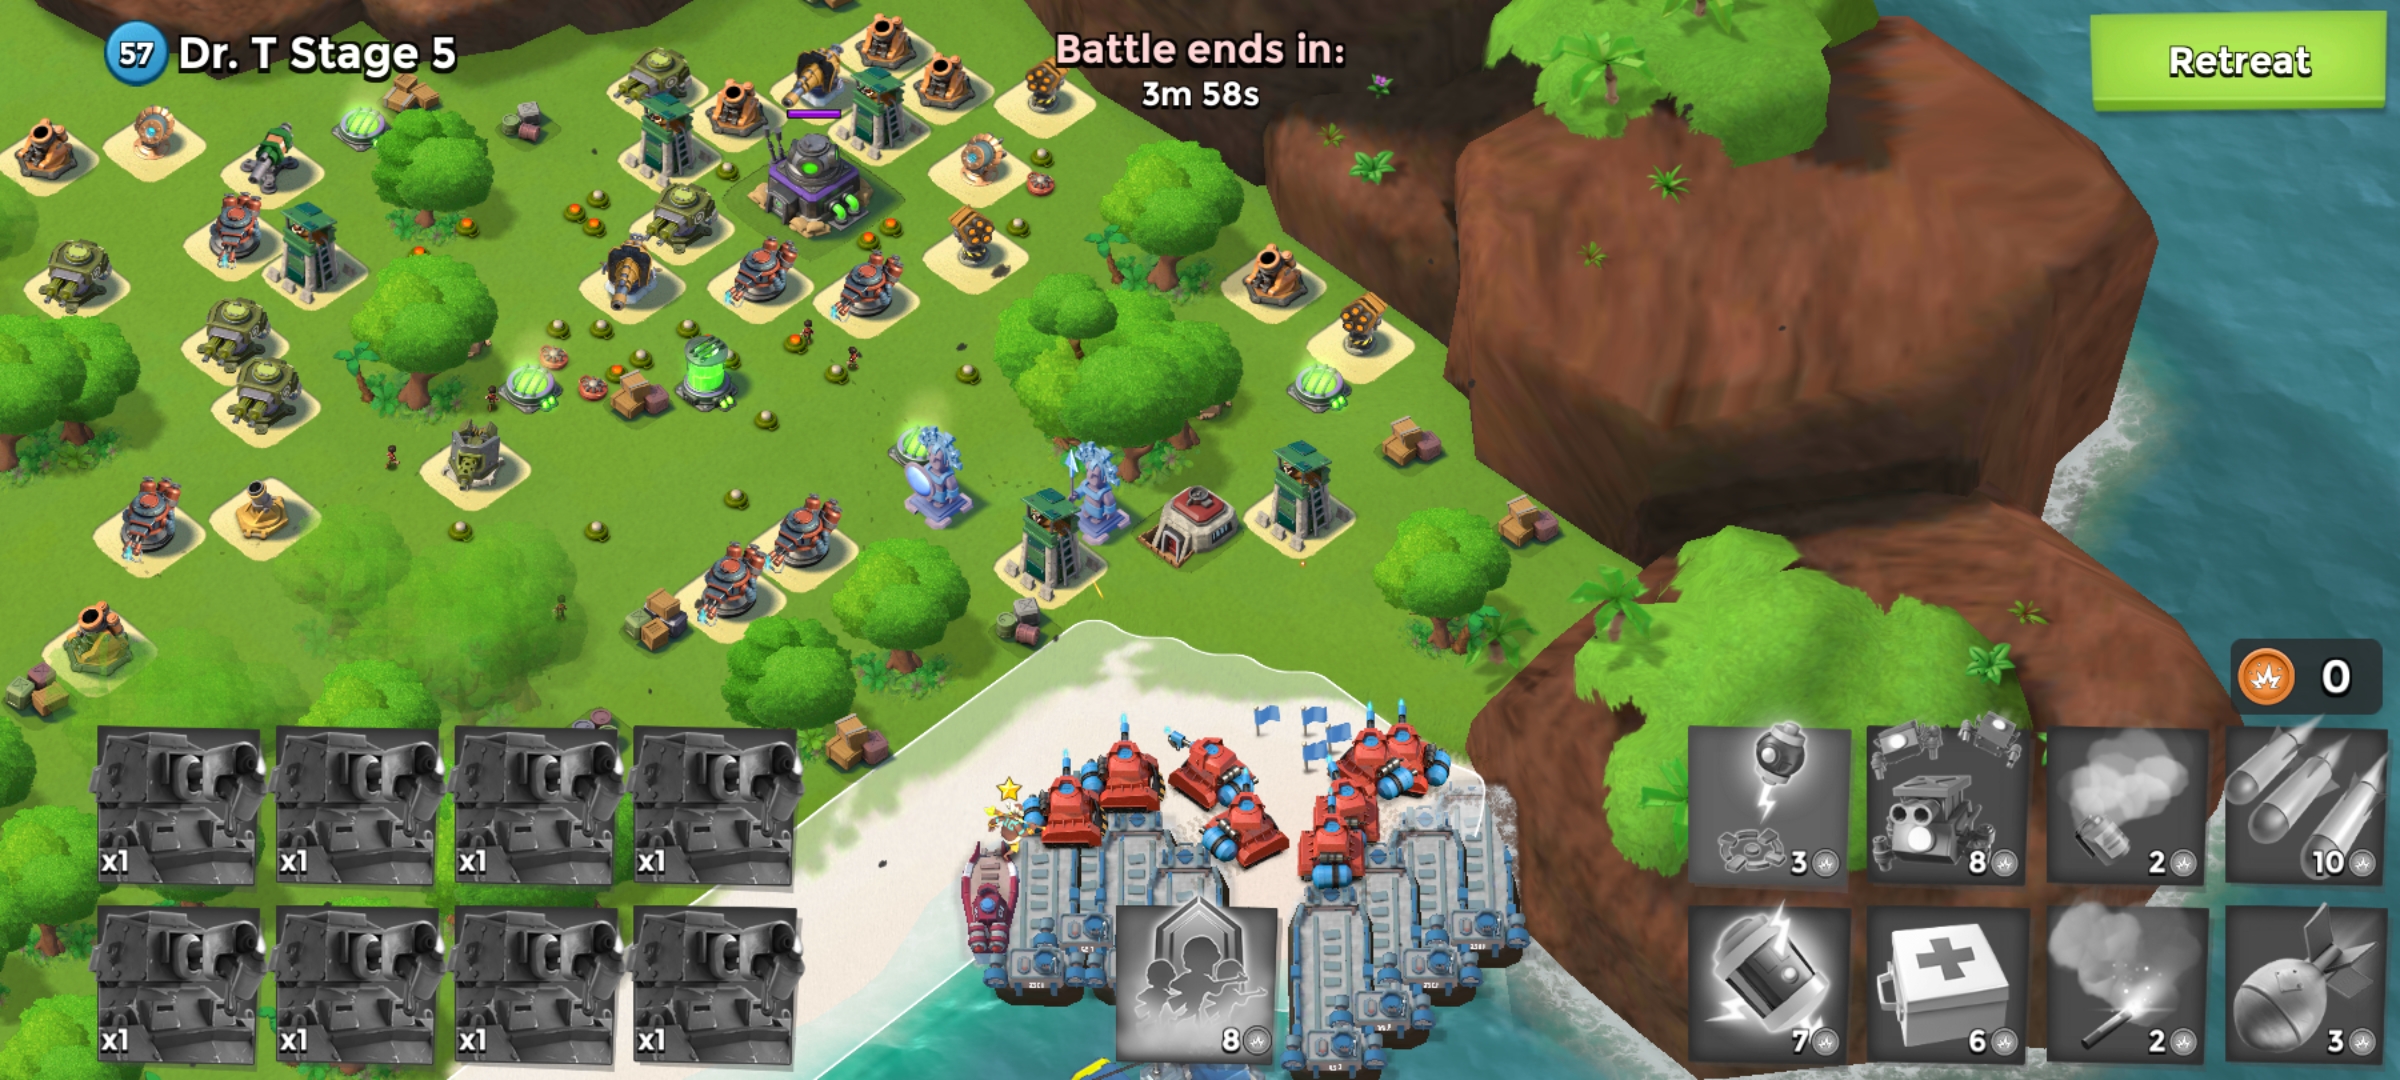 57 Dr. T Stage 5
Battle ends in:
3m 58s
Retreat
0
x1 x1 x1 x1
3 8 2 10
x1 x1 x1 x1
8
7 6 2 3